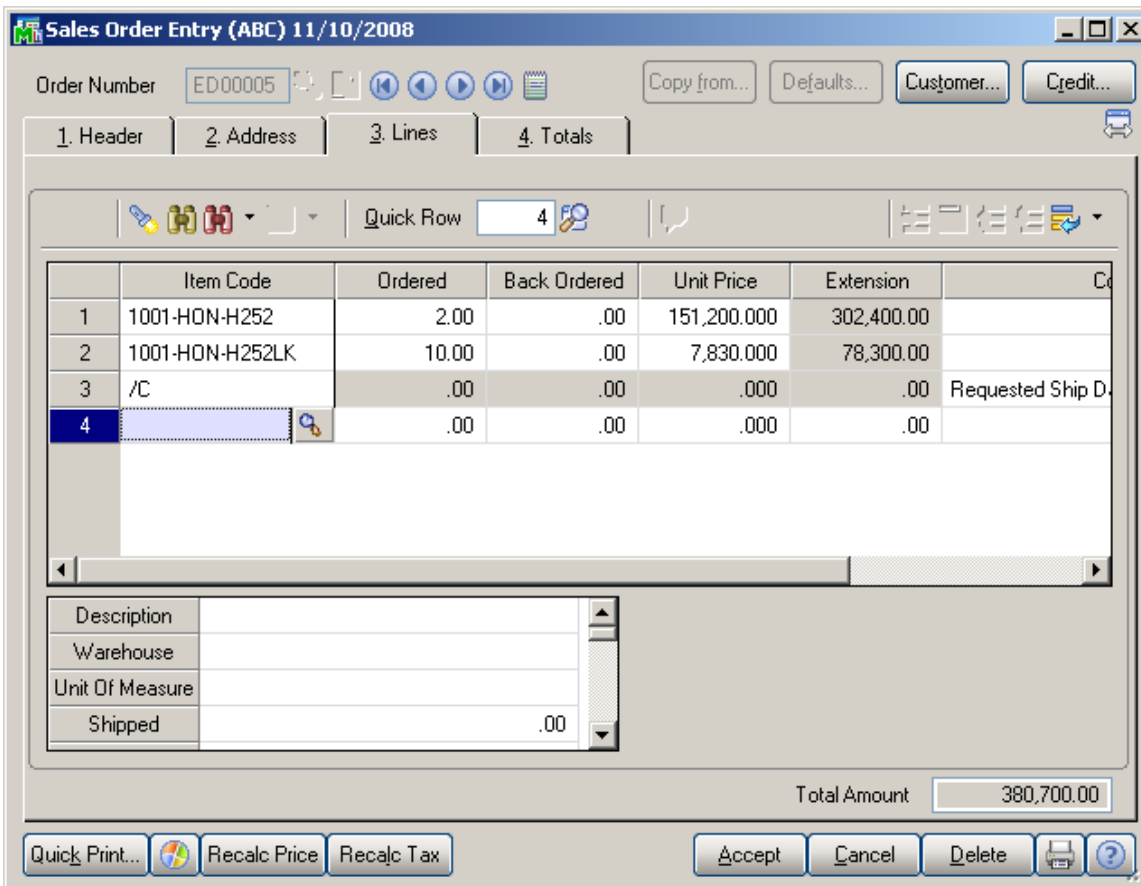 Sales Order Entry (ABC) 11/10/2008
Order Number ED00005 Copy from... Defaults... Customer... Credit...
1. Header 2. Address 3. Lines 4. Totals
Quick Row 4
Item Code Ordered Back Ordered Unit Price Extension
1 1001-HON-H252 2.00 .00 151,200.000 302,400.00
2 1001-HON-H252LK 10.00 .00 7,830.000 78,300.00
3 /C .00 .00 .000 .00 Requested Ship
4 .00 .00 .000 .00
Description
Warehouse
Unit Of Measure
Shipped .00
Total Amount 380,700.00
Quick Print... Recalc Price Recalc Tax Accept Cancel Delete